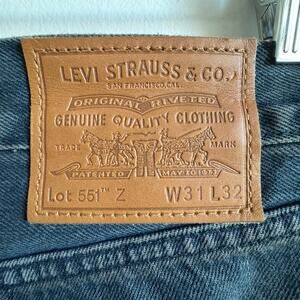 LEVI STRAUSS & CO.
SAN FRANCISCO, CAL.
ORIGINAL RIVETED
GENUINE QUALITY CLOTHING
TRADE MARK
PATENTED MAY 20 1873
Lot 551™ Z W31 L32